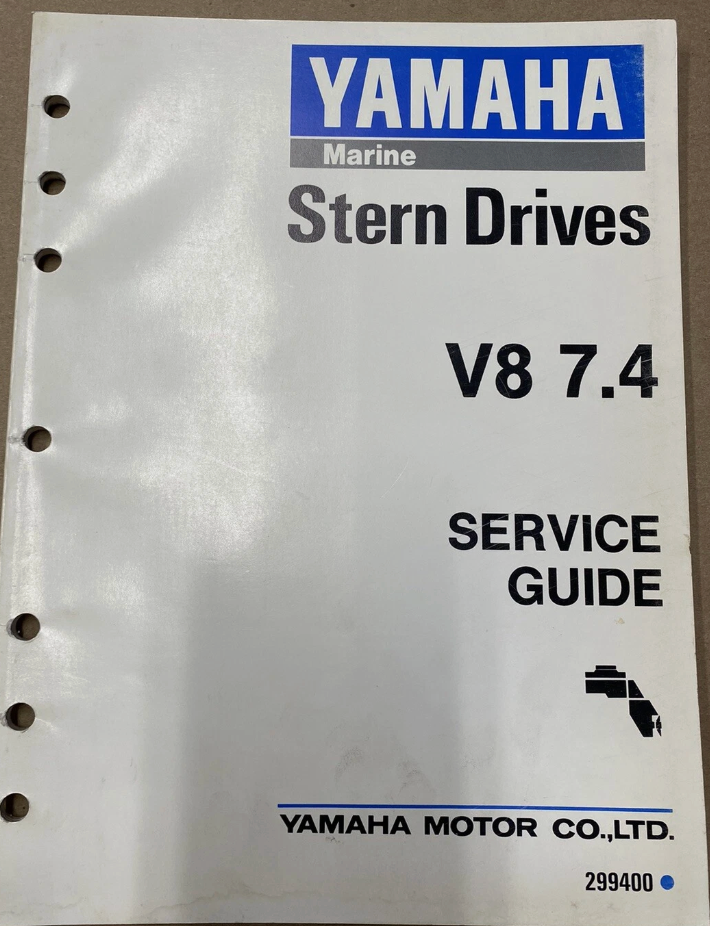 YAMAHA
Marine
Stern Drives
V8 7.4
SERVICE
GUIDE
YAMAHA MOTOR CO.,LTD.
299400